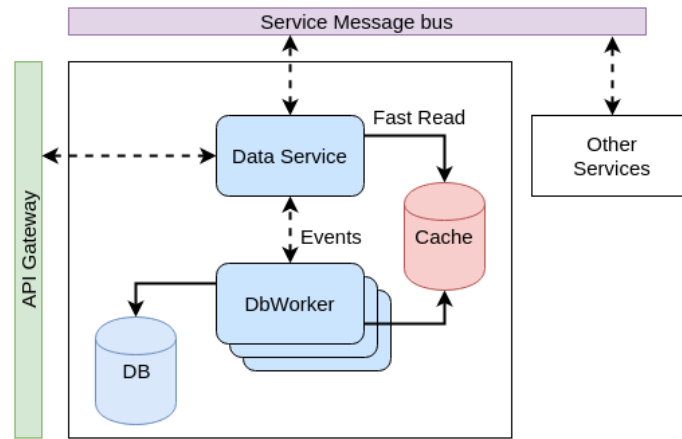 Service Message bus
API Gateway
Fast Read
Data Service
Other
Services
Events
Cache
DbWorker
DB